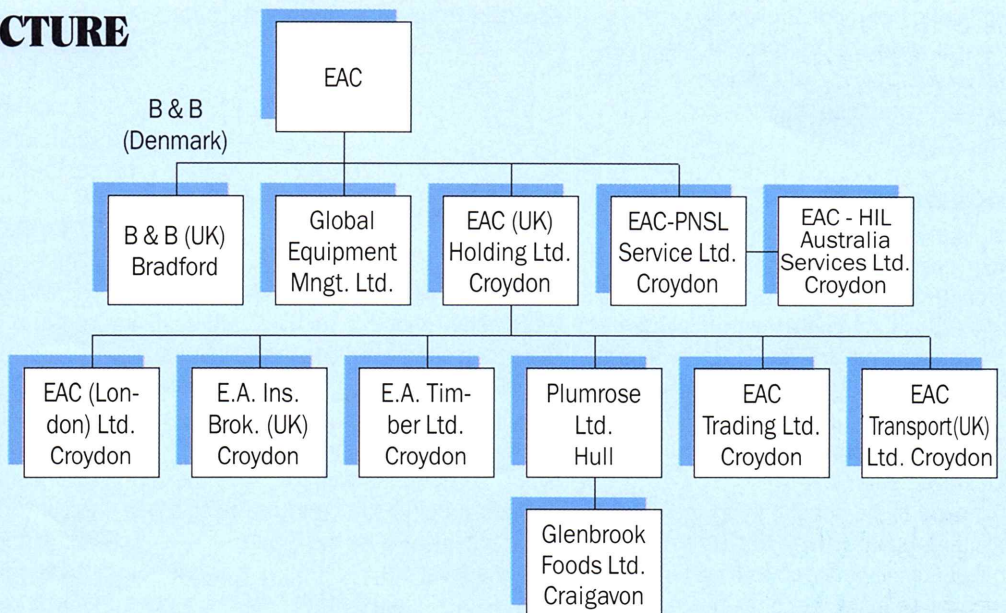 CTURE
EAC
B & B
(Denmark)
B & B (UK)
Bradford
Global
Equipment
Mngt. Ltd.
EAC (UK)
Holding Ltd.
Croydon
EAC-PNSL
Service Ltd.
Croydon
EAC - HIL
Australia
Services Ltd.
Croydon
EAC (Lon-
don) Ltd.
Croydon
E.A. Ins.
Brok. (UK)
Croydon
E.A. Tim-
ber Ltd.
Croydon
Plumrose
Ltd.
Hull
EAC
Trading Ltd.
Croydon
EAC
Transport(UK)
Ltd. Croydon
Glenbrook
Foods Ltd.
Craigavon